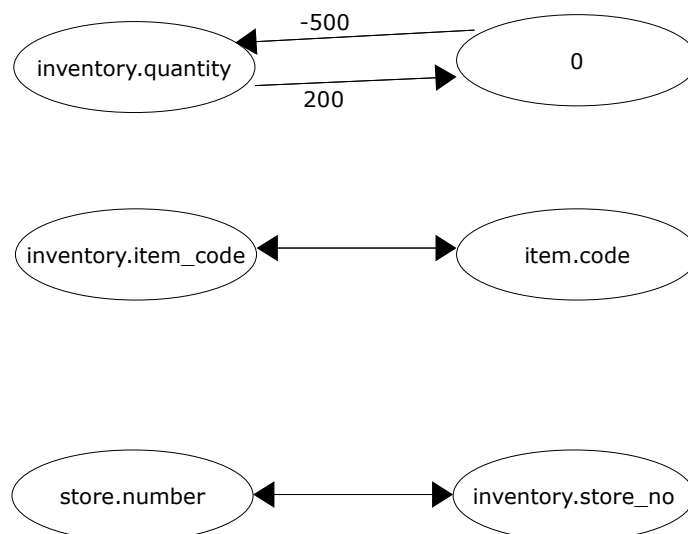 -500
inventory.quantity
0
200
inventory.item_code
item.code
store.number
inventory.store_no